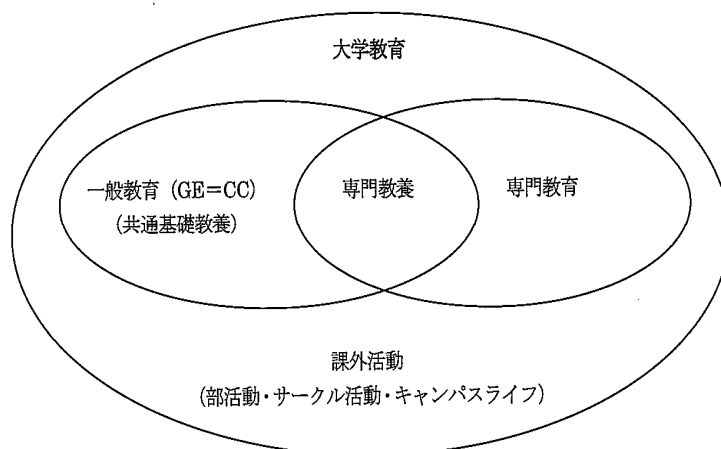 大学教育
一般教育（GE＝CC）
（共通基礎教養）
専門教養
専門教育
課外活動
（部活動・サークル活動・キャンパスライフ）